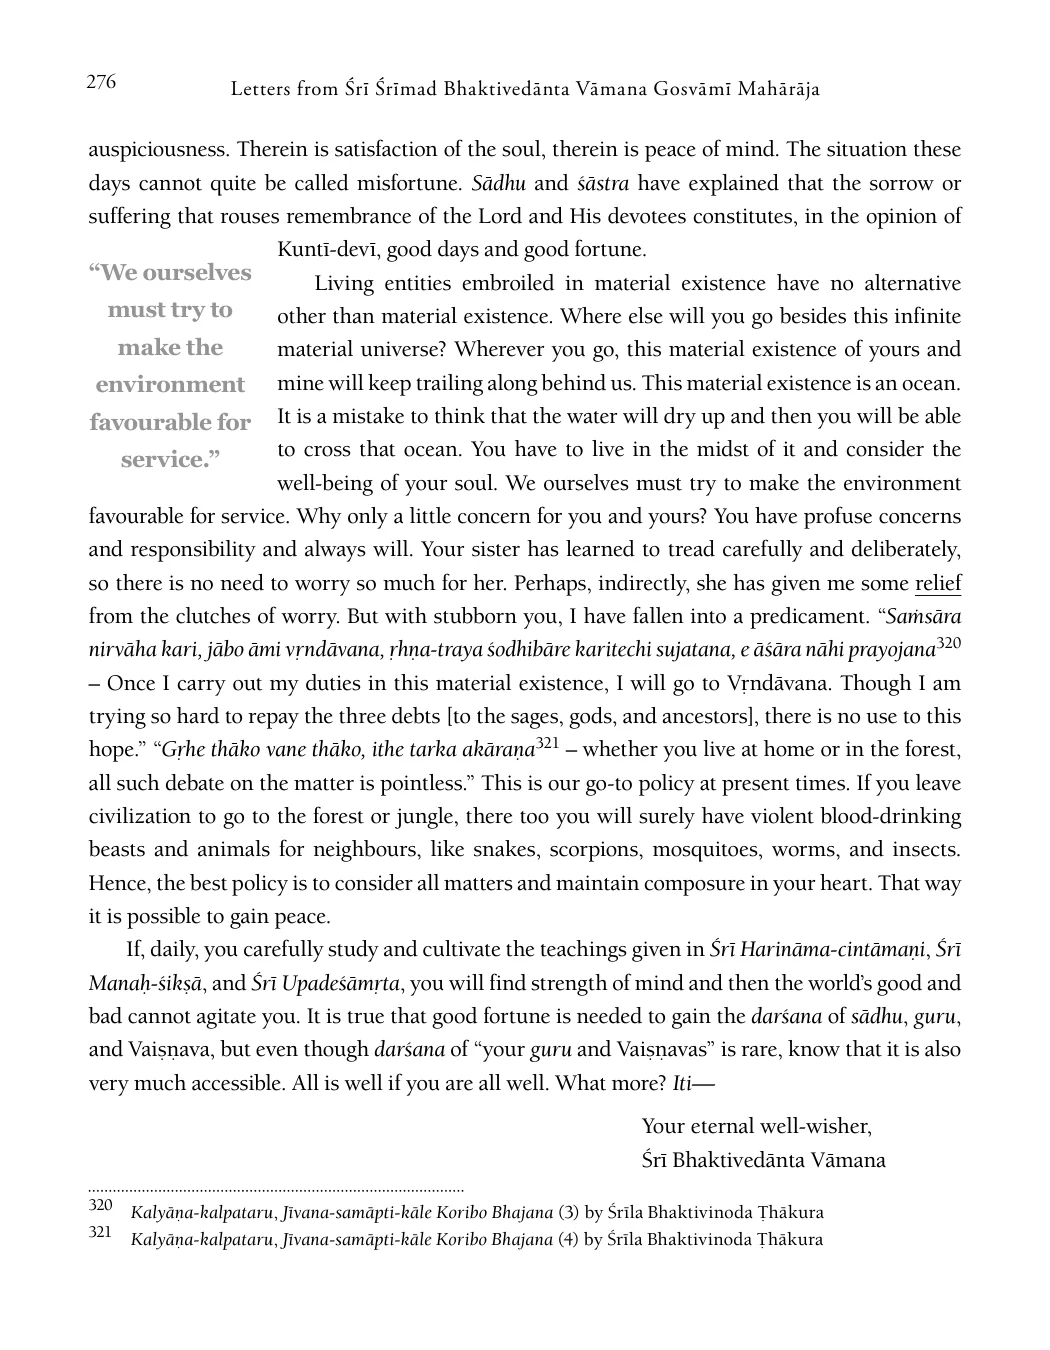 276
Letters from Śrī Śrīmad Bhaktivedānta Vāmana Gosvāmī Mahārāja
auspiciousness. Therein is satisfaction of the soul, therein is peace of mind. The situation these
days cannot quite be called misfortune. Sādhu and śāstra have explained that the sorrow or
suffering that rouses remembrance of the Lord and His devotees constitutes, in the opinion of
Kuntī-devī, good days and good fortune.
“We ourselves
must try to
make the
environment
favourable for
service.”
Living entities embroiled in material existence have no alternative
other than material existence. Where else will you go besides this infinite
material universe? Wherever you go, this material existence of yours and
mine will keep trailing along behind us. This material existence is an ocean.
It is a mistake to think that the water will dry up and then you will be able
to cross that ocean. You have to live in the midst of it and consider the
well-being of your soul. We ourselves must try to make the environment
favourable for service. Why only a little concern for you and yours? You have profuse concerns
and responsibility and always will. Your sister has learned to tread carefully and deliberately,
so there is no need to worry so much for her. Perhaps, indirectly, she has given me some relief
from the clutches of worry. But with stubborn you, I have fallen into a predicament. “Saṁsāra
nirvāha kari, jābo āmi vṛndāvana, ṛhṇa-traya śodhibāre karitechi sujatana, e āśāra nāhi prayojana320
– Once I carry out my duties in this material existence, I will go to Vṛndāvana. Though I am
trying so hard to repay the three debts [to the sages, gods, and ancestors], there is no use to this
hope.” “Gṛhe thāko vane thāko, ithe tarka akāraṇa321 – whether you live at home or in the forest,
all such debate on the matter is pointless.” This is our go-to policy at present times. If you leave
civilization to go to the forest or jungle, there too you will surely have violent blood-drinking
beasts and animals for neighbours, like snakes, scorpions, mosquitoes, worms, and insects.
Hence, the best policy is to consider all matters and maintain composure in your heart. That way
it is possible to gain peace.
If, daily, you carefully study and cultivate the teachings given in Śrī Harināma-cintāmaṇi, Śrī
Manaḥ-śikṣā, and Śrī Upadeśāmṛta, you will find strength of mind and then the world’s good and
bad cannot agitate you. It is true that good fortune is needed to gain the darśana of sādhu, guru,
and Vaiṣṇava, but even though darśana of “your guru and Vaiṣṇavas” is rare, know that it is also
very much accessible. All is well if you are all well. What more? Iti—
Your eternal well-wisher,
Śrī Bhaktivedānta Vāmana
320 Kalyāṇa-kalpataru, Jīvana-samāpti-kāle Koribo Bhajana (3) by Śrīla Bhaktivinoda Ṭhākura
321 Kalyāṇa-kalpataru, Jīvana-samāpti-kāle Koribo Bhajana (4) by Śrīla Bhaktivinoda Ṭhākura